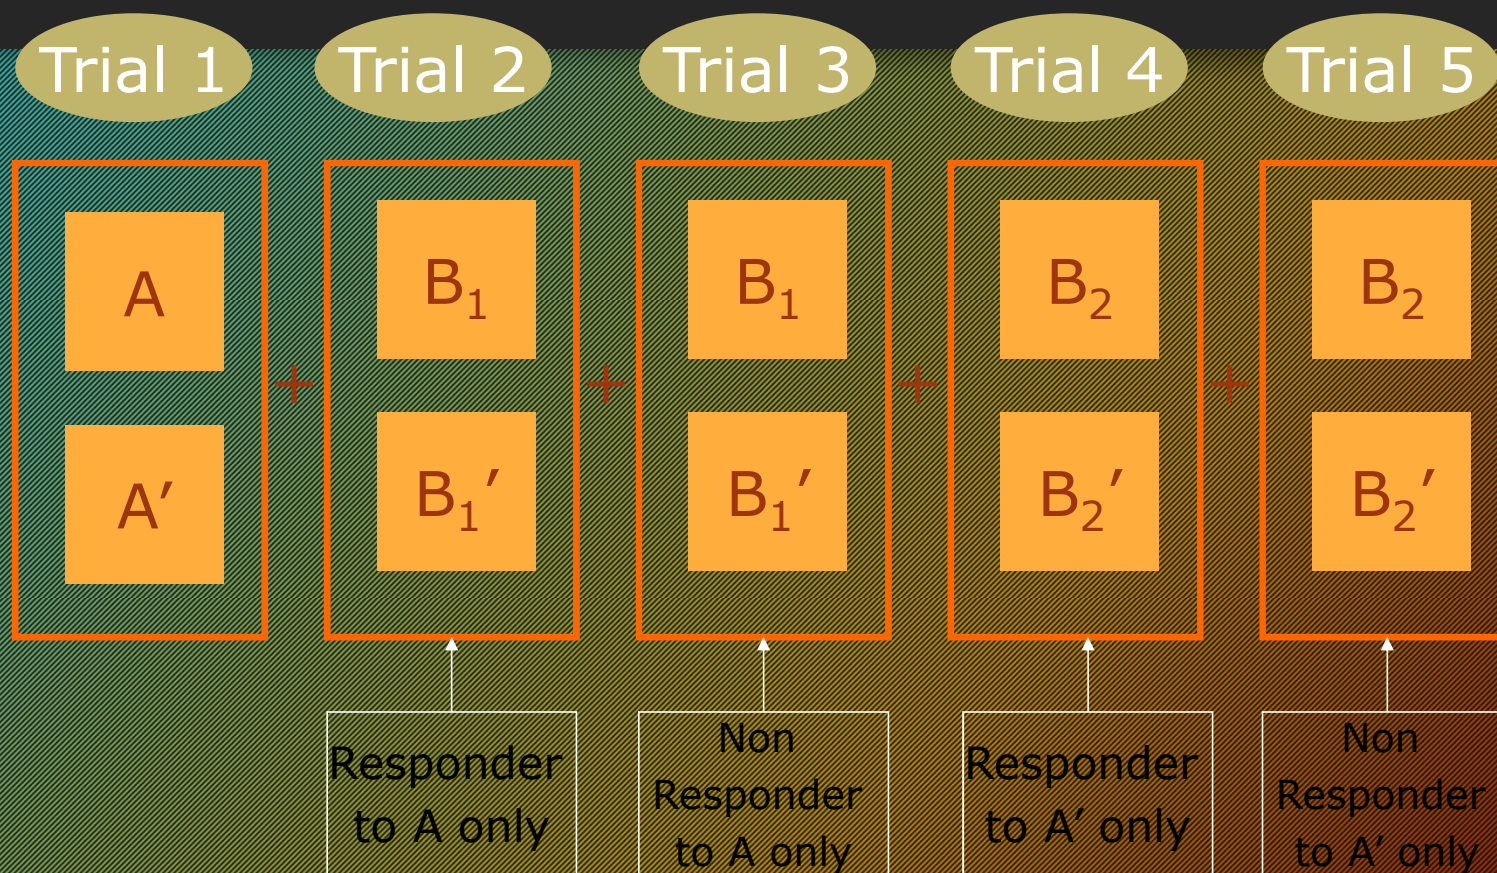 Trial 1
Trial 2
Trial 3
Trial 4
Trial 5
A
B₁
B₁
B₂
B₂
+
+
+
+
A′
B₁′
B₁′
B₂′
B₂′
Responder
to A only
Non
Responder
to A only
Responder
to A′ only
Non
Responder
to A′ only